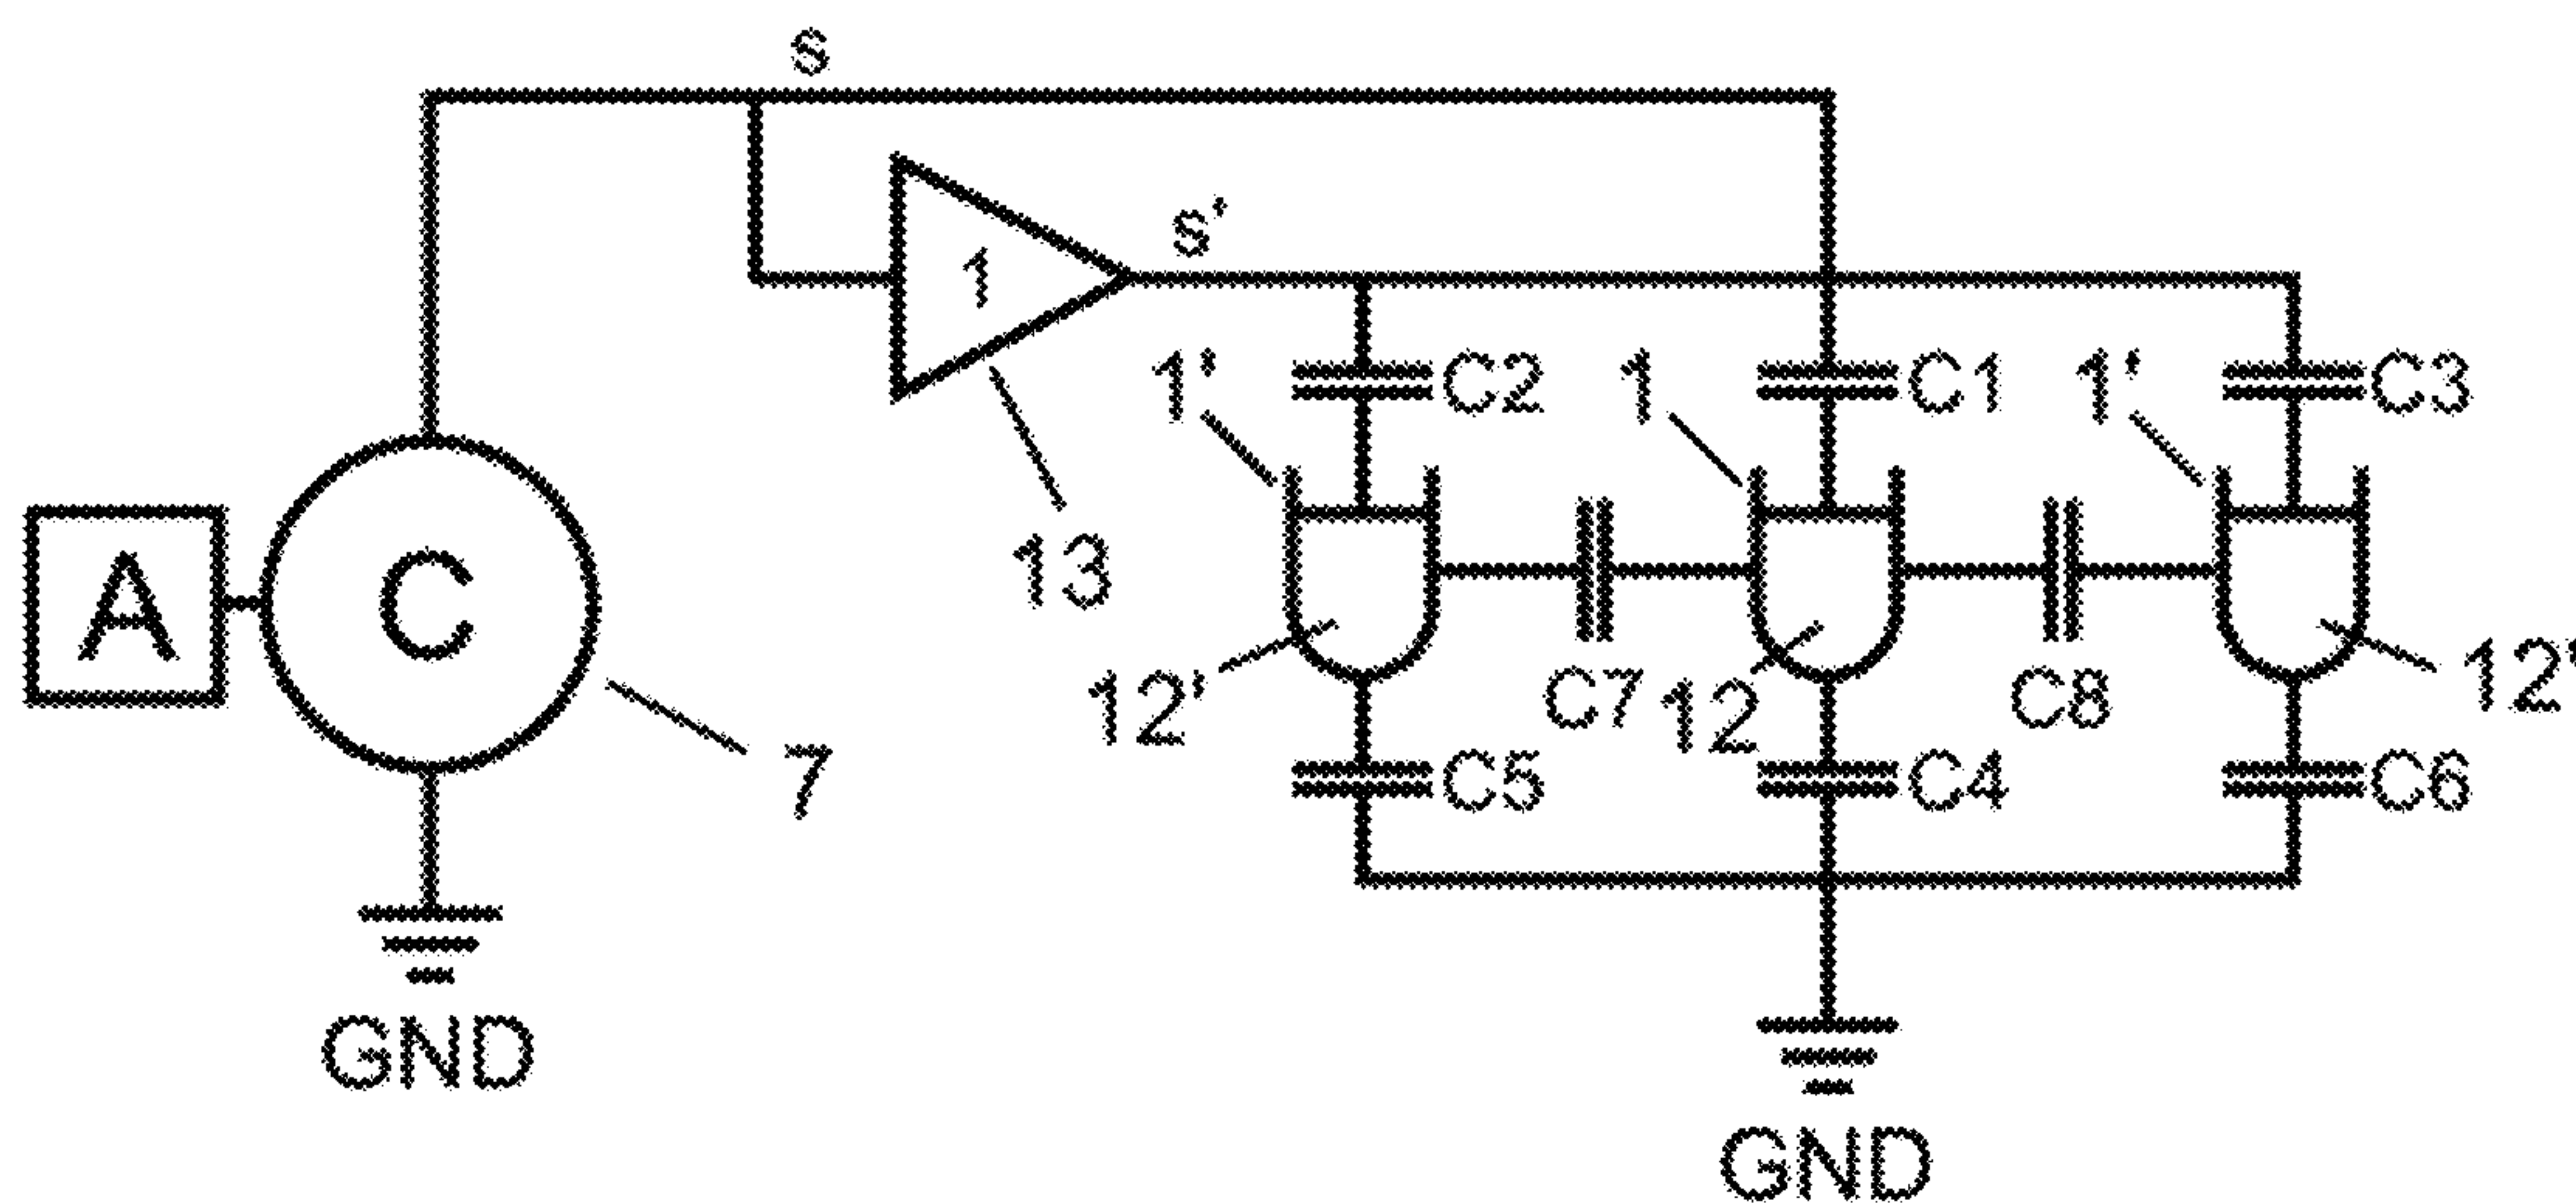 s
s'
1
1' C2 1 C1 1' C3
A C 13
12' C7 12 C8 12'
7 C5 C4 C6
GND
GND